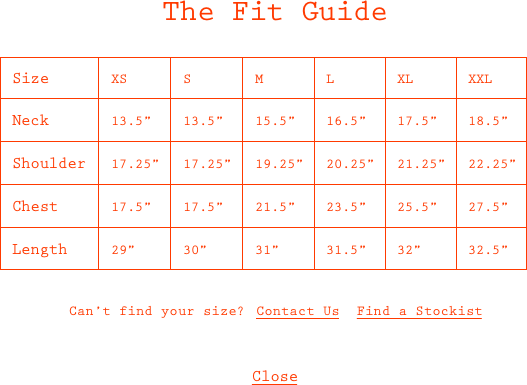 The Fit Guide
Size XS S M L XL XXL
Neck 13.5" 13.5" 15.5" 16.5" 17.5" 18.5"
Shoulder 17.25" 17.25" 19.25" 20.25" 21.25" 22.25"
Chest 17.5" 17.5" 21.5" 23.5" 25.5" 27.5"
Length 29" 30" 31" 31.5" 32" 32.5"
Can't find your size? Contact Us Find a Stockist
Close